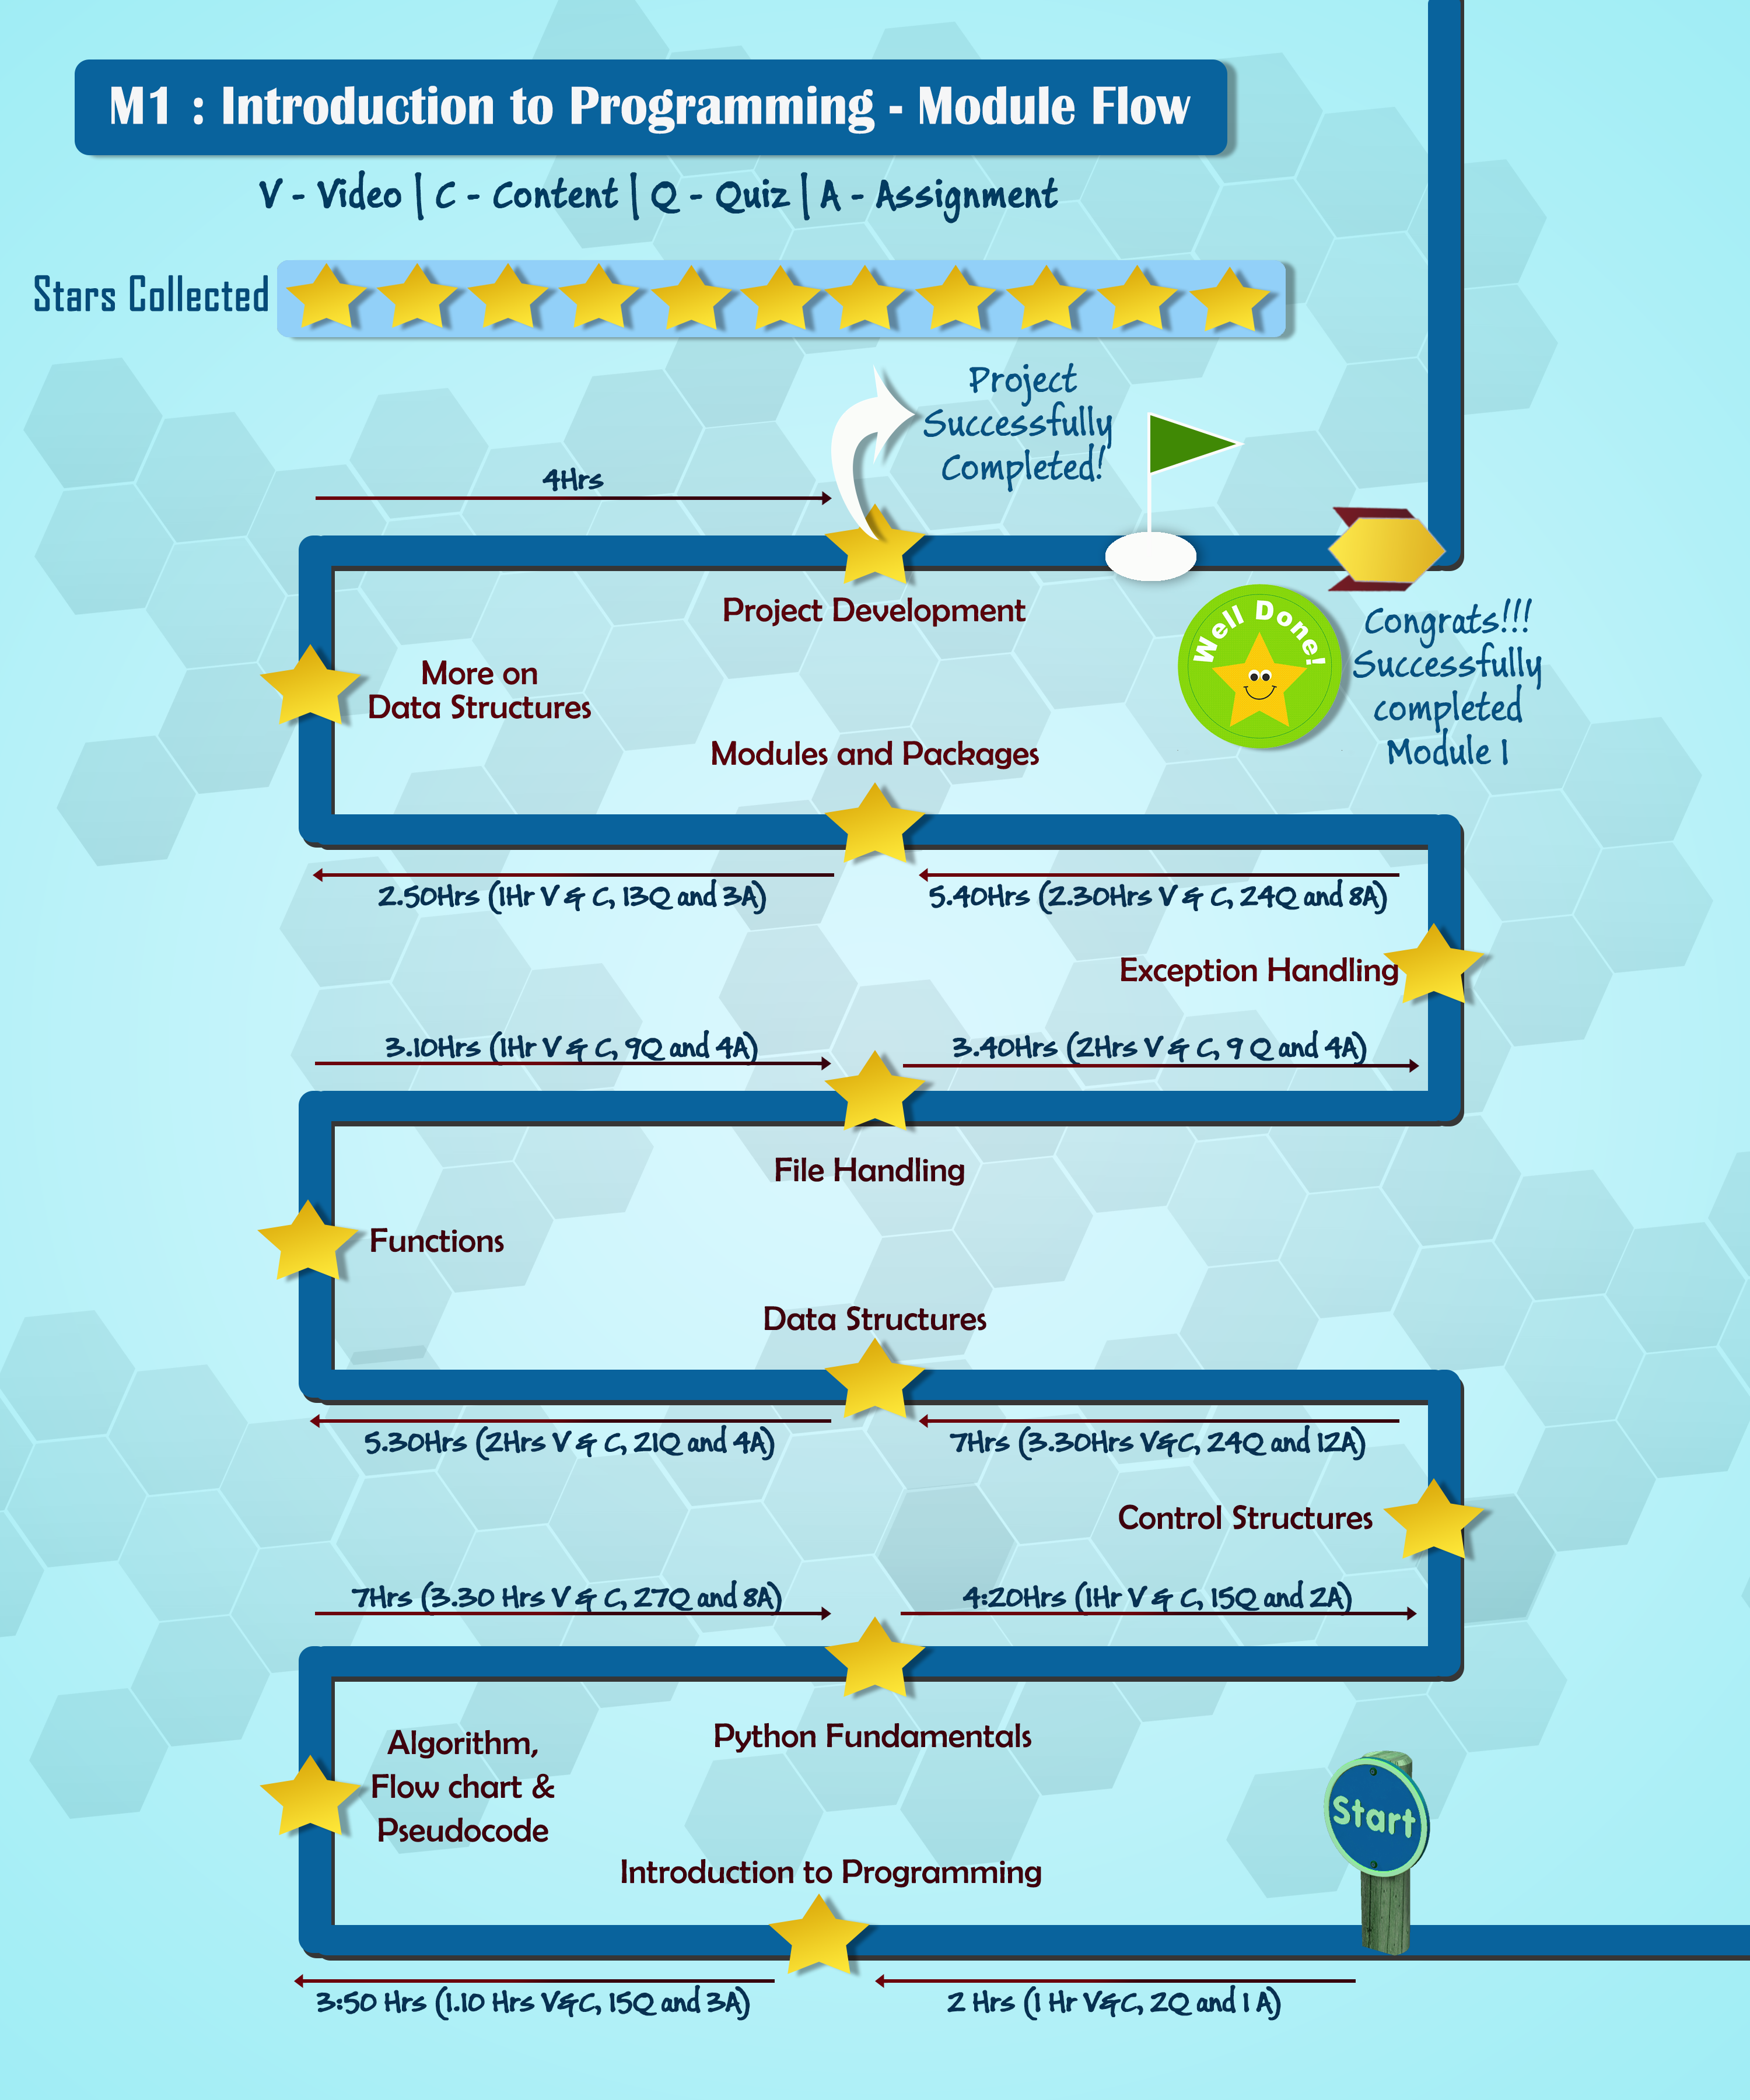 M1 : Introduction to Programming - Module Flow
V - Video | C - Content | Q - Quiz | A - Assignment
Stars Collected
Project
Successfully
Completed!
4Hrs
Project Development
Well Done!
Congrats!!!
Successfully
completed
Module 1
More on
Data Structures
Modules and Packages
2.50Hrs (1Hr V & C, 13Q and 3A)
5.40Hrs (2.30Hrs V & C, 24Q and 8A)
Exception Handling
3.10Hrs (1Hr V & C, 9Q and 4A)
3.40Hrs (2Hrs V & C, 9 Q and 4A)
File Handling
Functions
Data Structures
5.30Hrs (2Hrs V & C, 21Q and 4A)
7Hrs (3.30Hrs V&C, 24Q and 12A)
Control Structures
7Hrs (3.30 Hrs V & C, 27Q and 8A)
4:20Hrs (1Hr V & C, 15Q and 2A)
Python Fundamentals
Algorithm,
Flow chart &
Pseudocode
Start
Introduction to Programming
3:50 Hrs (1.10 Hrs V&C, 15Q and 3A)
2 Hrs (1 Hr V&C, 2Q and 1 A)